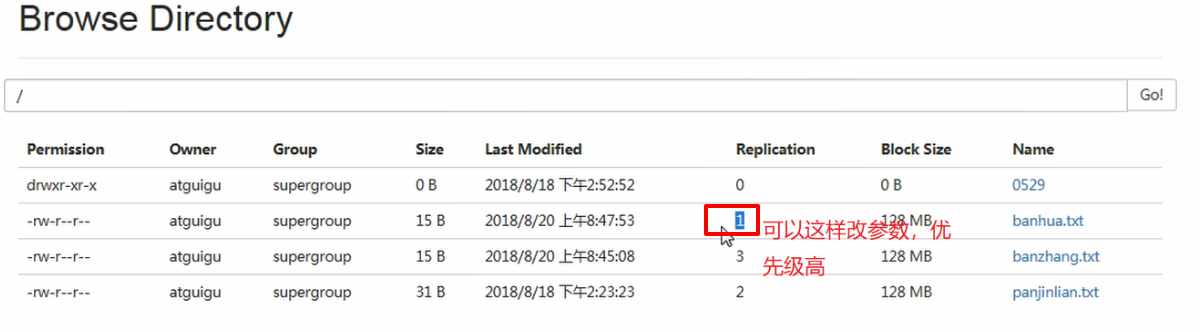 Browse Directory
/
Go!
Permission Owner Group Size Last Modified Replication Block Size Name
drwxr-xr-x atguigu supergroup 0 B 2018/8/18 下午2:52:52 0 0 B 0529
-rw-r--r-- atguigu supergroup 15 B 2018/8/20 上午8:47:53 1 128 MB banhua.txt
可以这样改参数，优
先级高
-rw-r--r-- atguigu supergroup 15 B 2018/8/20 上午8:45:08 3 128 MB banzhang.txt
-rw-r--r-- atguigu supergroup 31 B 2018/8/18 下午2:23:23 2 128 MB panjinlian.txt